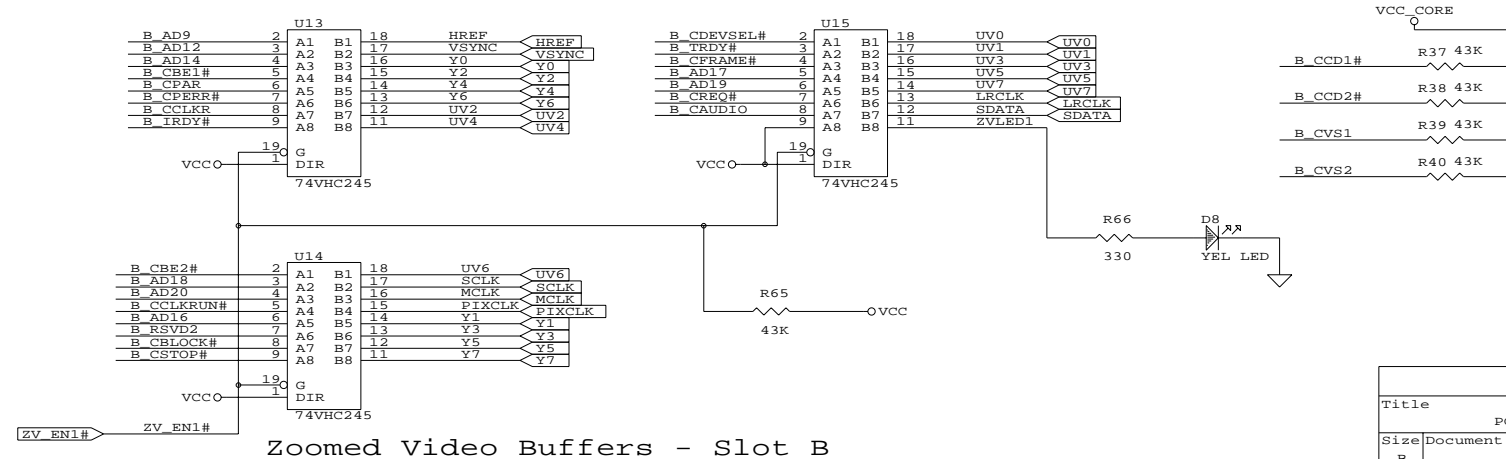 U13
B_AD9 2 A1 B1 18 HREF HREF
B_AD12 3 A2 B2 17 VSYNC VSYNC
B_AD14 4 A3 B3 16 Y0 Y0
B_CBE1# 5 A4 B4 15 Y2 Y2
B_CPAR 6 A5 B5 14 Y4 Y4
B_CPERR# 7 A6 B6 13 Y6 Y6
B_CCLKR 8 A7 B7 12 UV2 UV2
B_IRDY# 9 A8 B8 11 UV4 UV4
19 G
VCC 1 DIR
74VHC245
U15
B_CDEVSEL# 2 A1 B1 18 UV0 UV0
B_TRDY# 3 A2 B2 17 UV1 UV1
B_CFRAME# 4 A3 B3 16 UV3 UV3
B_AD17 5 A4 B4 15 UV5 UV5
B_AD19 6 A5 B5 14 UV7 UV7
B_CREQ# 7 A6 B6 13 LRCLK LRCLK
B_CAUDIO 8 A7 B7 12 SDATA SDATA
9 A8 B8 11 ZVLED1
19 G
VCC 1 DIR
74VHC245
VCC_CORE
B_CCD1# R37 43K
B_CCD2# R38 43K
B_CVS1 R39 43K
B_CVS2 R40 43K
R66
330
D8
YEL LED
U14
B_CBE2# 2 A1 B1 18 UV6 UV6
B_AD18 3 A2 B2 17 SCLK SCLK
B_AD20 4 A3 B3 16 MCLK MCLK
B_CCLKRUN# 5 A4 B4 15 PIXCLK PIXCLK
B_AD16 6 A5 B5 14 Y1 Y1
B_RSVD2 7 A6 B6 13 Y3 Y3
B_CBLOCK# 8 A7 B7 12 Y5 Y5
B_CSTOP# 9 A8 B8 11 Y7 Y7
19 G
VCC 1 DIR
74VHC245
R65
43K
VCC
ZV_EN1# ZV_EN1#
Zoomed Video Buffers - Slot B
Title
Size Document